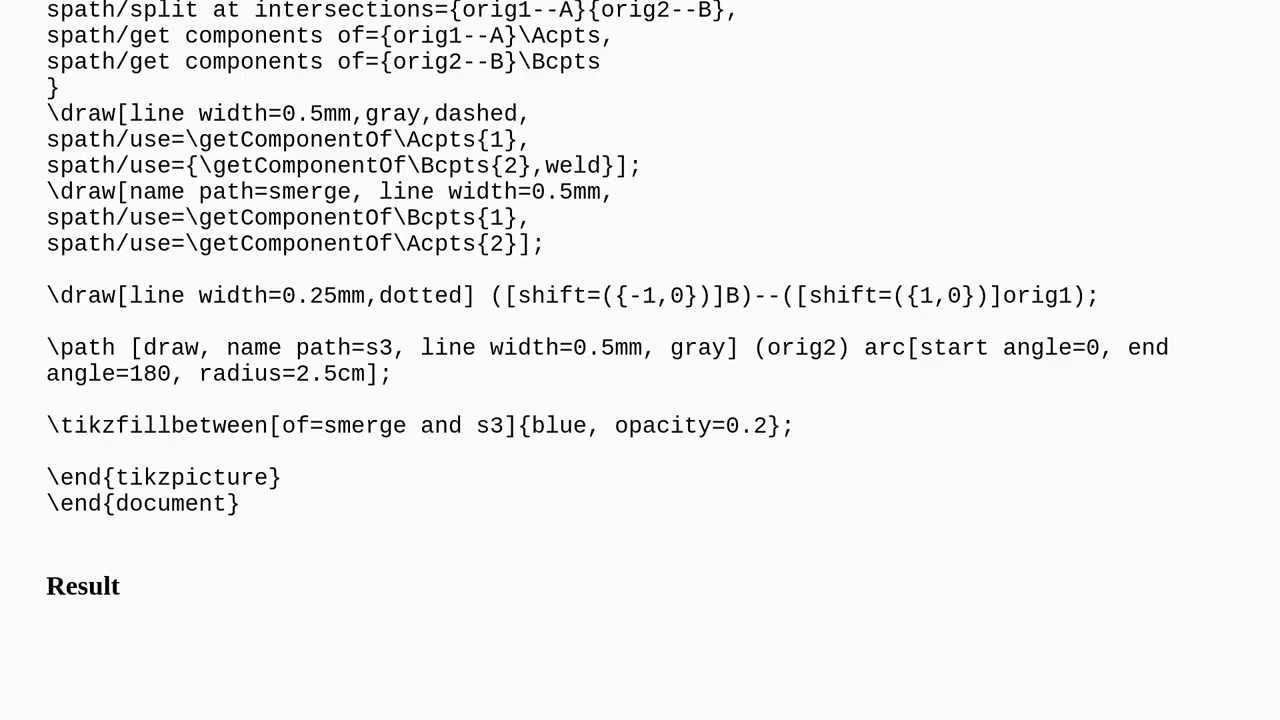 spath/split at intersections={orig1--A}{orig2--B},
spath/get components of={orig1--A}\Acpts,
spath/get components of={orig2--B}\Bcpts
}
\draw[line width=0.5mm,gray,dashed,
spath/use=\getComponentOf\Acpts{1},
spath/use={\getComponentOf\Bcpts{2},weld}];
\draw[name path=smerge, line width=0.5mm,
spath/use=\getComponentOf\Bcpts{1},
spath/use=\getComponentOf\Acpts{2}];
\draw[line width=0.25mm,dotted] ([shift=({-1,0})]B)--([shift=({1,0})]orig1);
\path [draw, name path=s3, line width=0.5mm, gray] (orig2) arc[start angle=0, end
angle=180, radius=2.5cm];
\tikzfillbetween[of=smerge and s3]{blue, opacity=0.2};
\end{tikzpicture}
\end{document}
Result